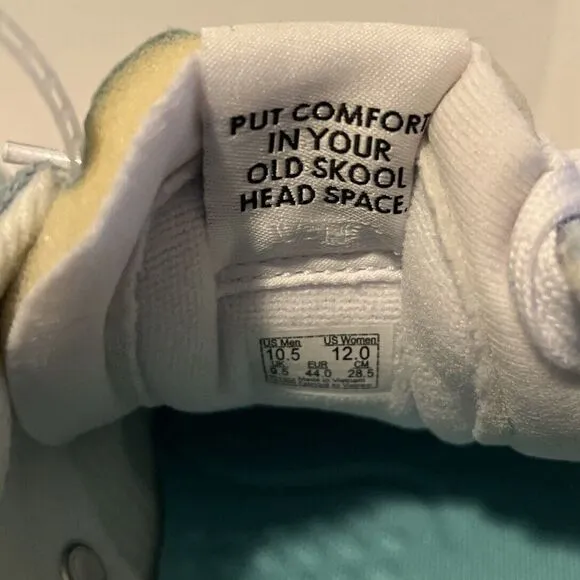 PUT COMFORT
IN YOUR
OLD SKOOL
HEAD SPACE.
US Men US Women
10.5 12.0
UK EUR CM
9.5 44.0 28.5
Made in Vietnam